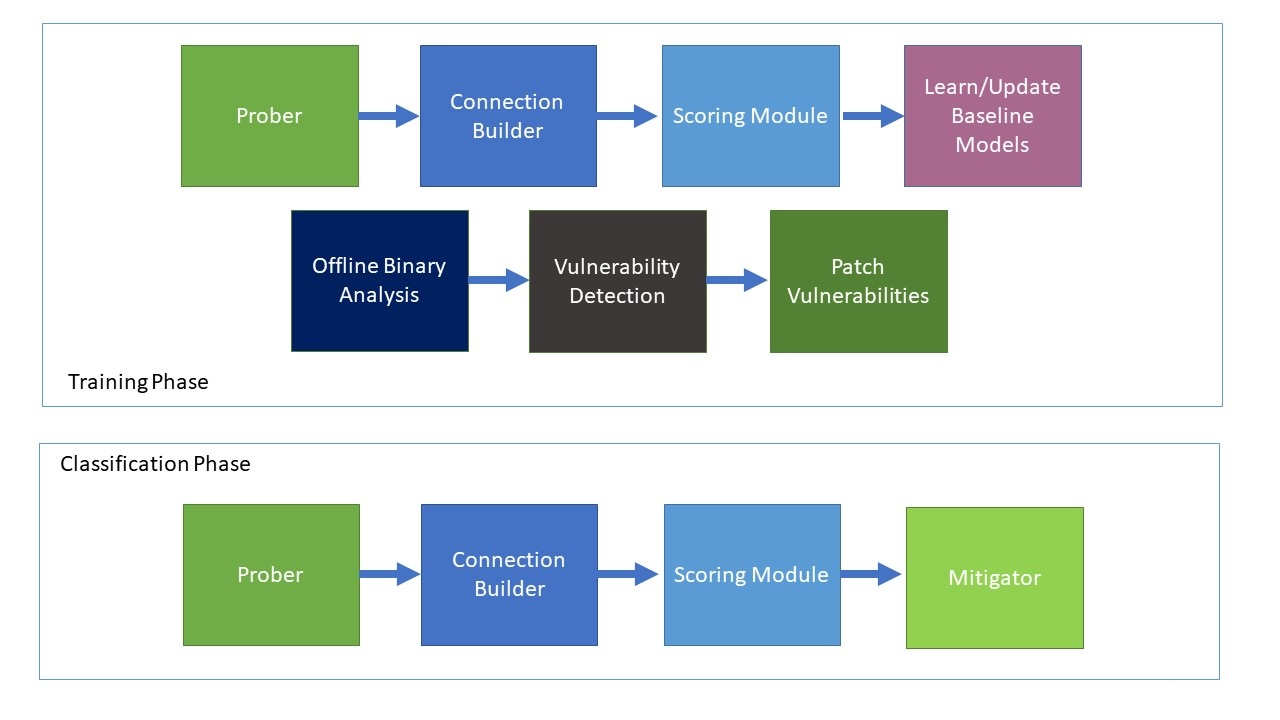 Prober
Connection
Builder
Scoring Module
Learn/Update
Baseline
Models
Offline Binary
Analysis
Vulnerability
Detection
Patch
Vulnerabilities
Training Phase
Classification Phase
Prober
Connection
Builder
Scoring Module
Mitigator